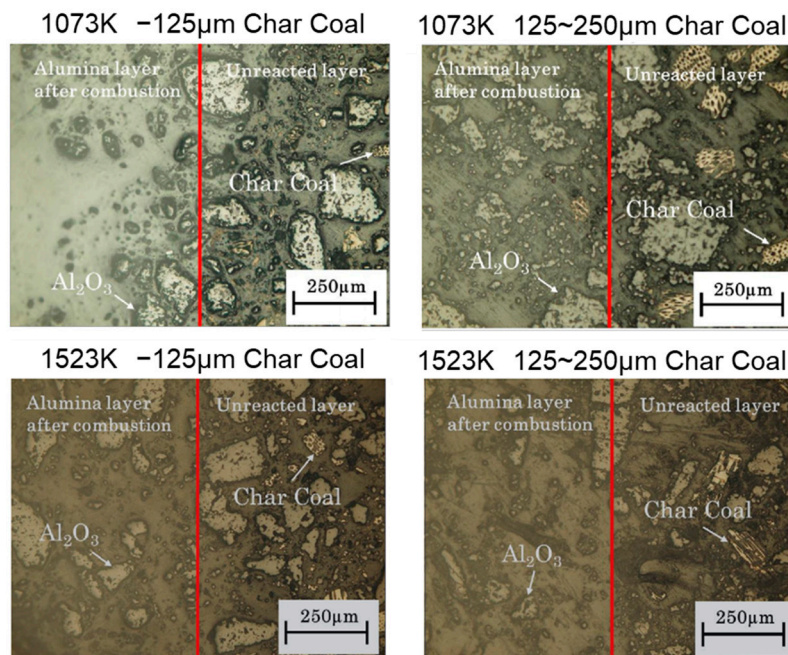 1073K −125μm Char Coal
Alumina layer
after combustion
Unreacted layer
Char Coal
Al₂O₃
250μm
1073K 125~250μm Char Coal
Alumina layer
after combustion
Unreacted layer
Char Coal
Al₂O₃
250μm
1523K −125μm Char Coal
Alumina layer
after combustion
Unreacted layer
Char Coal
Al₂O₃
250μm
1523K 125~250μm Char Coal
Alumina layer
after combustion
Unreacted layer
Char Coal
Al₂O₃
250μm